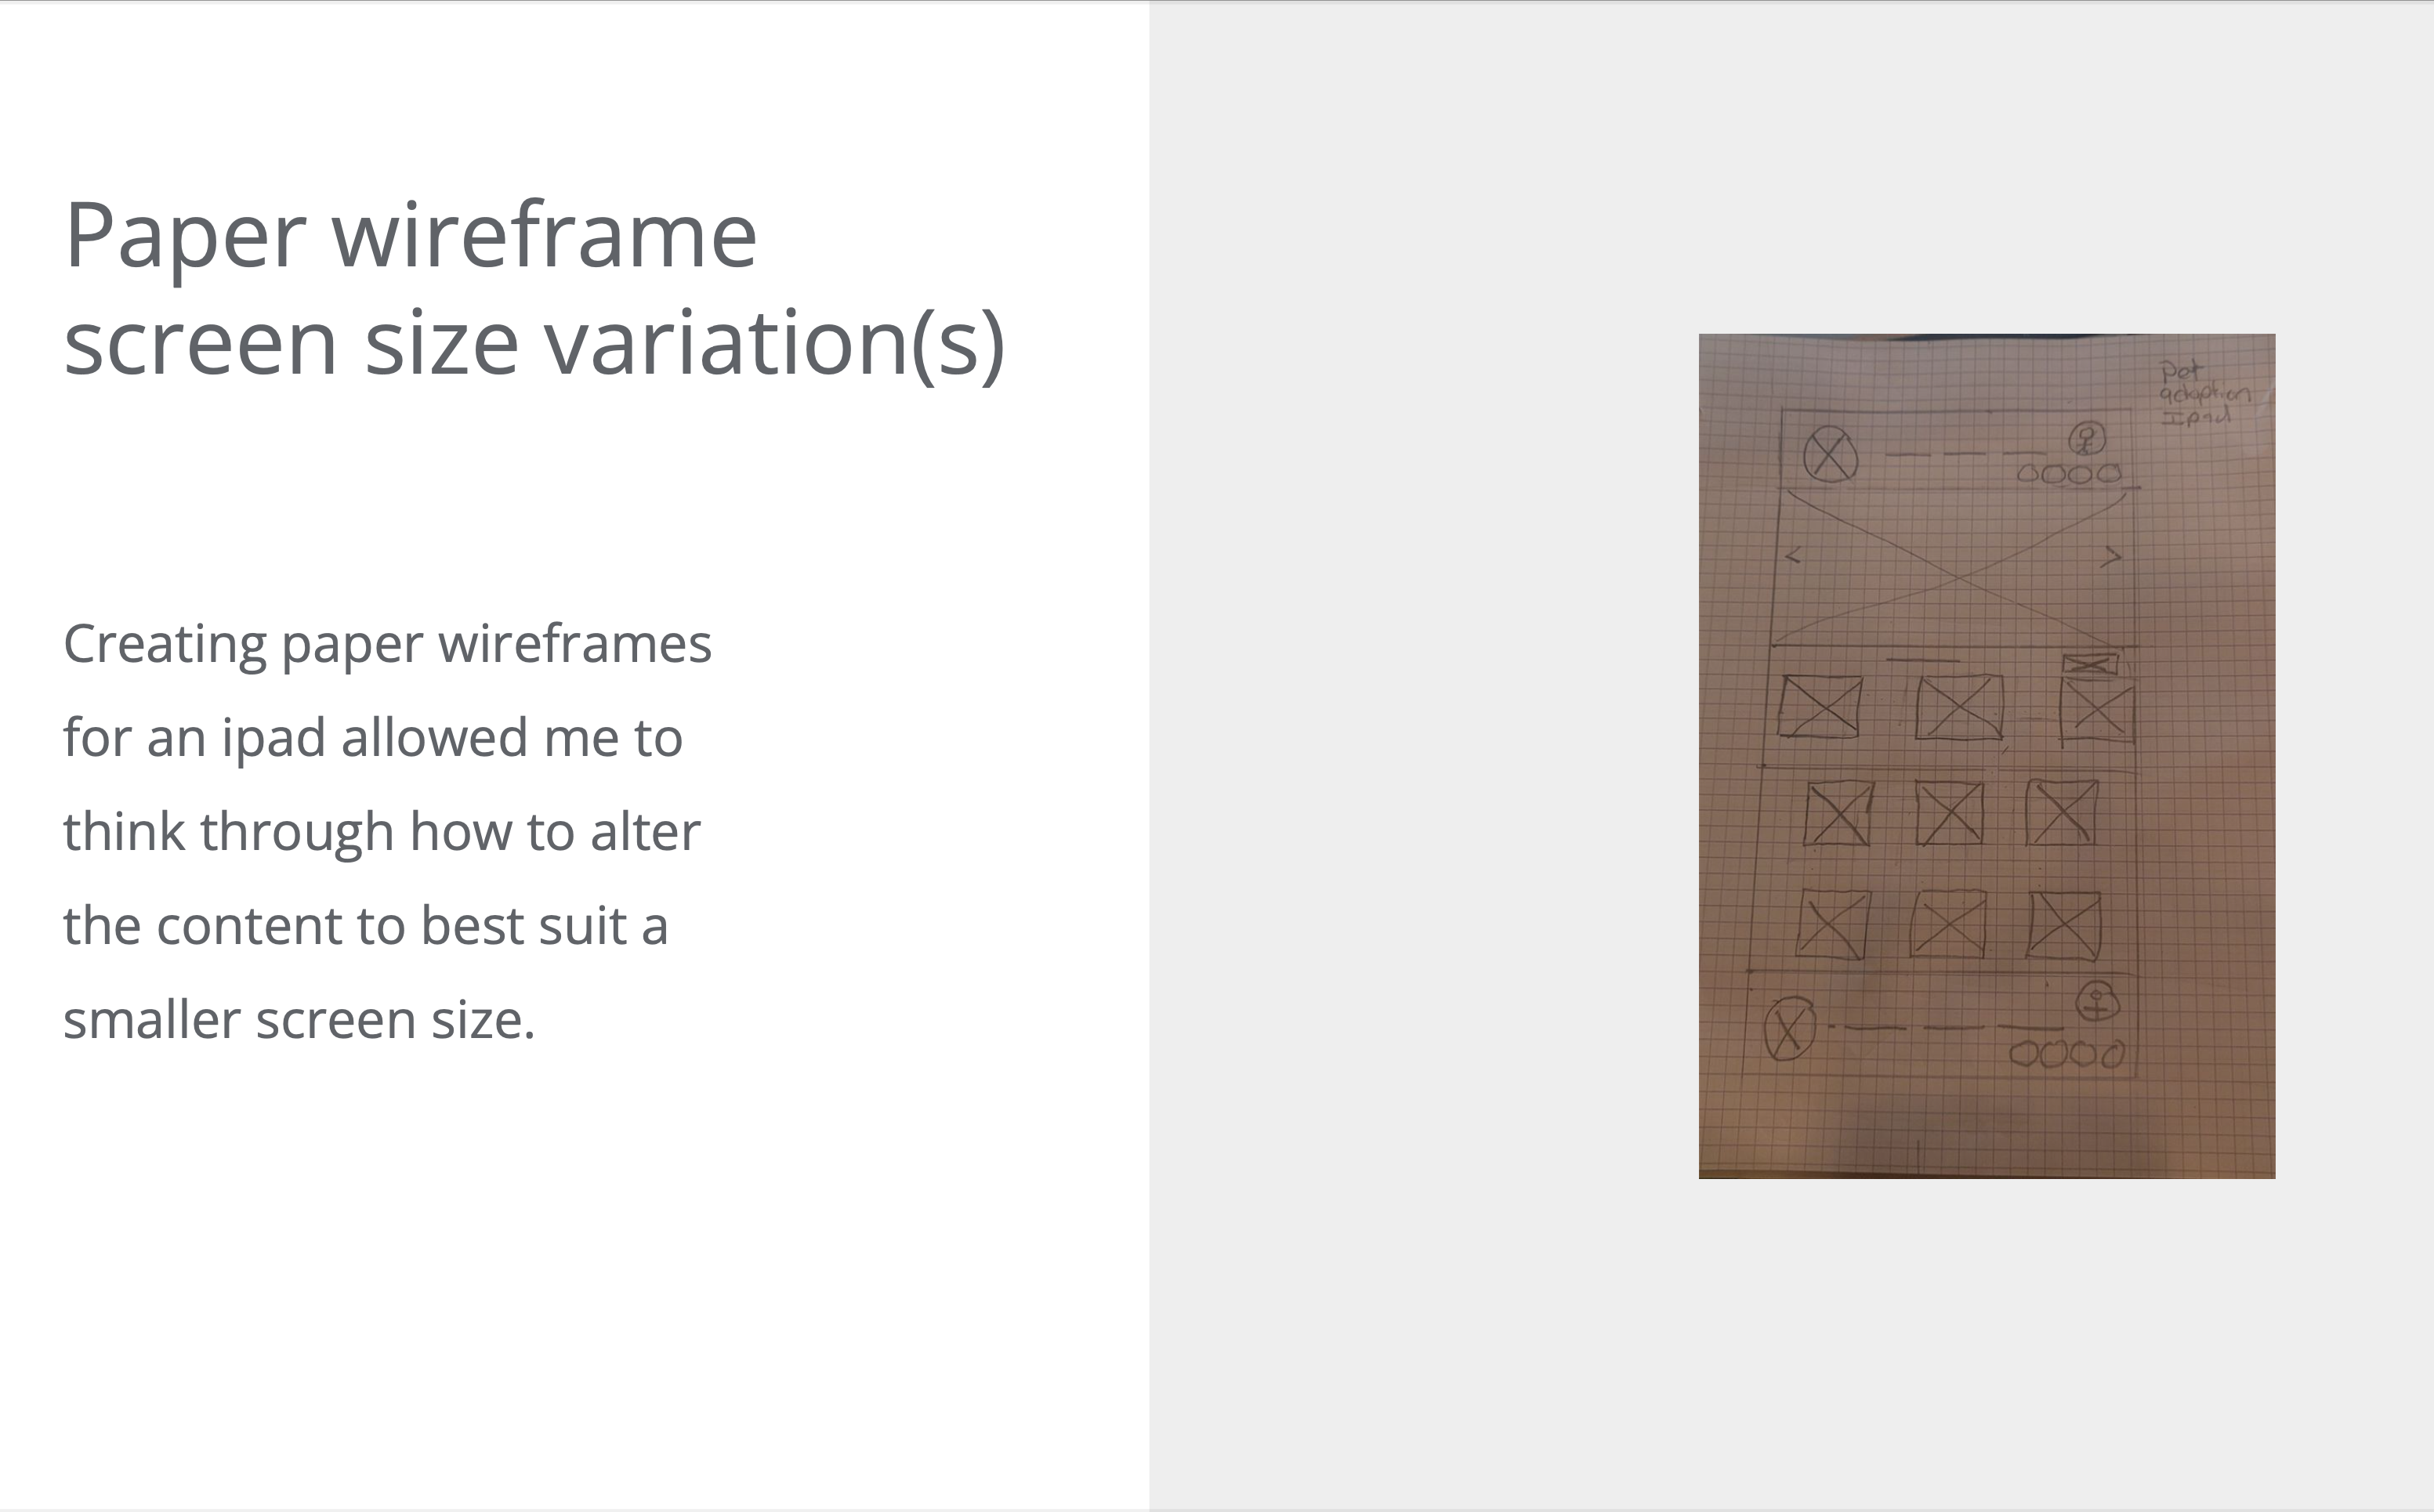 Paper wireframe
screen size variation(s)
Creating paper wireframes
for an ipad allowed me to
think through how to alter
the content to best suit a
smaller screen size.
Pet
adoption
Ipad